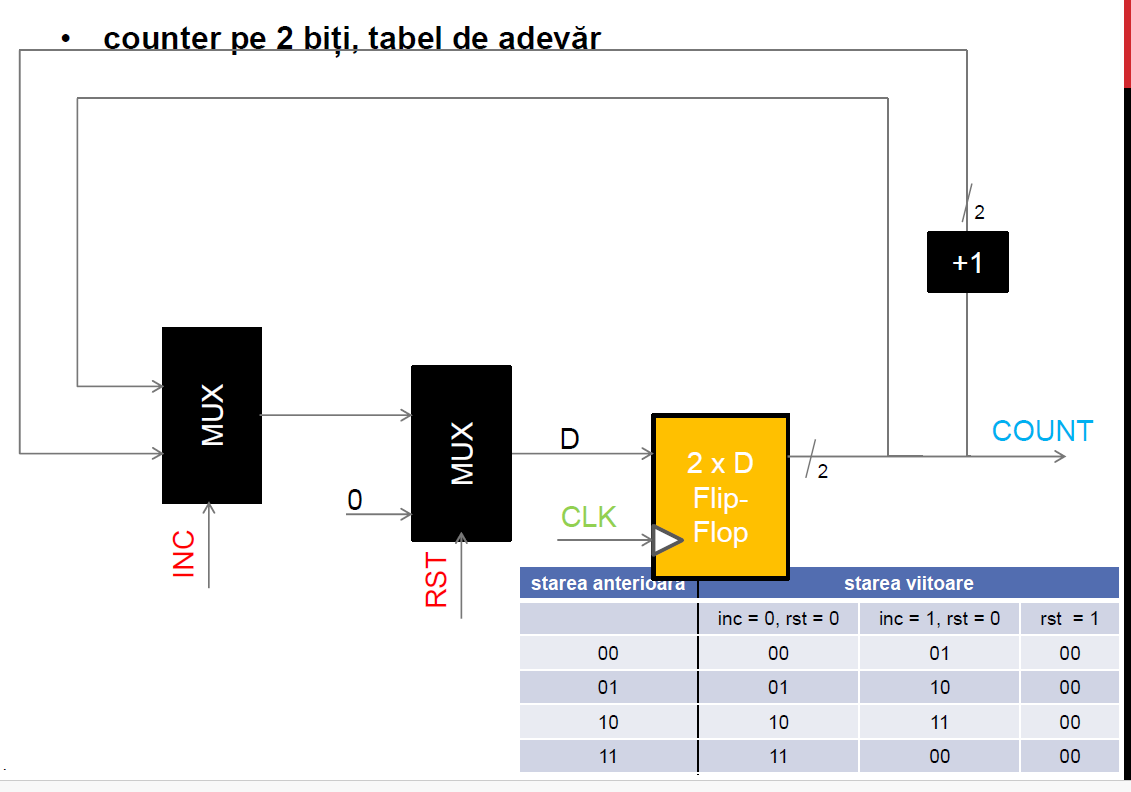 • counter pe 2 biți, tabel de adevăr
2
+1
MUX
MUX
COUNT
D
2
2 x D
Flip-
Flop
0
CLK
INC
RST
starea anterioara starea viitoare
inc = 0, rst = 0 inc = 1, rst = 0 rst = 1
00 00 01 00
01 01 10 00
10 10 11 00
11 11 00 00